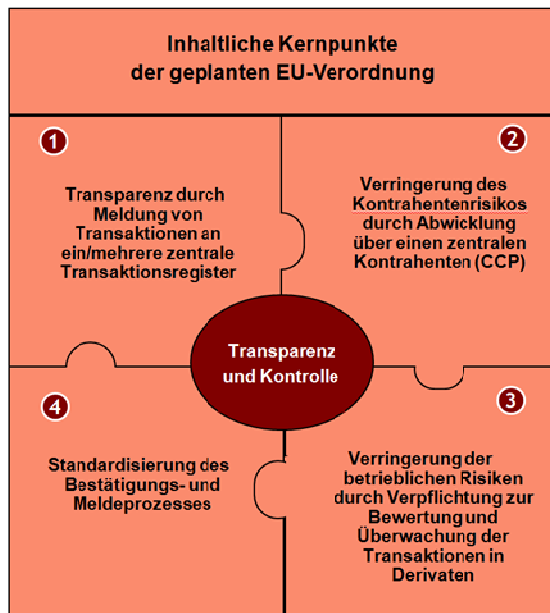 Inhaltliche Kernpunkte
der geplanten EU-Verordnung
1
Transparenz durch
Meldung von
Transaktionen an
ein/mehrere zentrale
Transaktionsregister
2
Verringerung des
Kontrahentenrisikos
durch Abwicklung
über einen zentralen
Kontrahenten (CCP)
Transparenz
und Kontrolle
4
Standardisierung des
Bestätigungs- und
Meldeprozesses
3
Verringerung der
betrieblichen Risiken
durch Verpflichtung zur
Bewertung und
Überwachung der
Transaktionen in
Derivaten